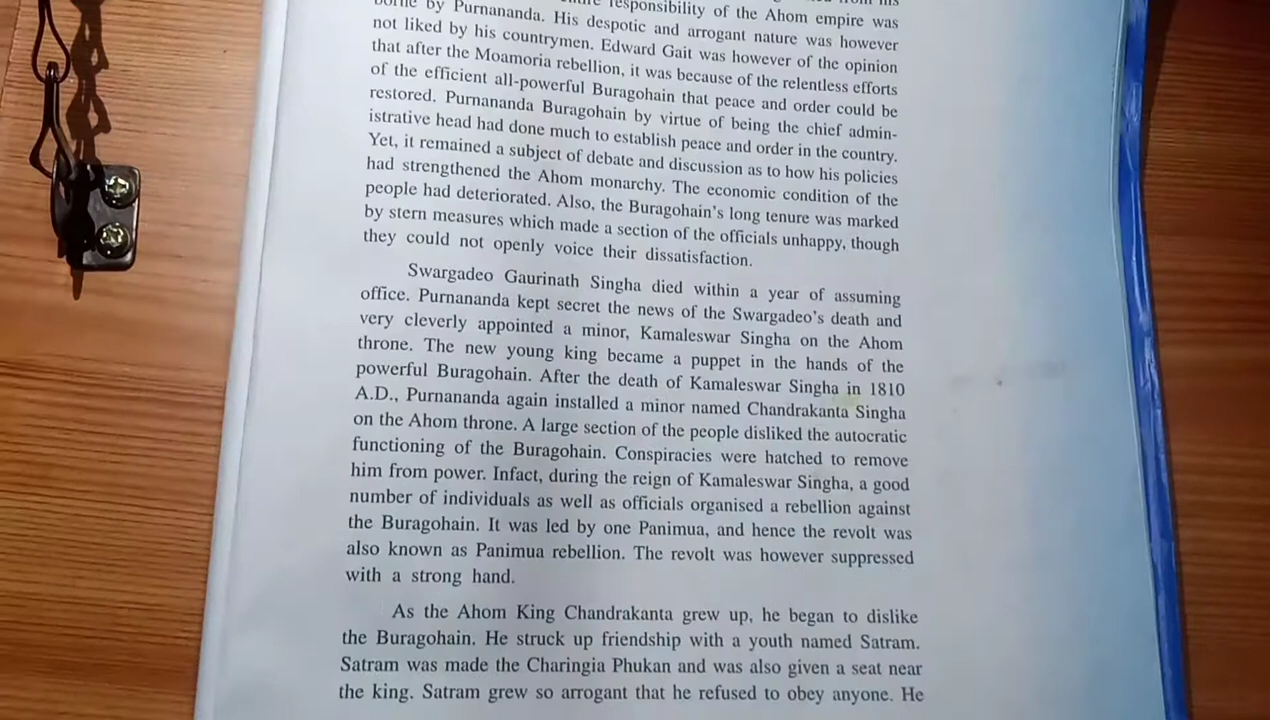 responsibility of the Ahom empire was
by Purnananda. His despotic and arrogant nature was however
not liked by his countrymen. Edward Gait was however of the opinion
that after the Moamoria rebellion, it was because of the relentless efforts
of the efficient all-powerful Buragohain that peace and order could be
restored. Purnananda Buragohain by virtue of being the chief admin-
istrative head had done much to establish peace and order in the country.
Yet, it remained a subject of debate and discussion as to how his policies
had strengthened the Ahom monarchy. The economic condition of the
people had deteriorated. Also, the Buragohain's long tenure was marked
by stern measures which made a section of the officials unhappy, though
they could not openly voice their dissatisfaction.
Swargadeo Gaurinath Singha died within a year of assuming
office. Purnananda kept secret the news of the Swargadeo's death and
very cleverly appointed a minor, Kamaleswar Singha on the Ahom
throne. The new young king became a puppet in the hands of the
powerful Buragohain. After the death of Kamaleswar Singha in 1810
A.D., Purnananda again installed a minor named Chandrakanta Singha
on the Ahom throne. A large section of the people disliked the autocratic
functioning of the Buragohain. Conspiracies were hatched to remove
him from power. Infact, during the reign of Kamaleswar Singha, a good
number of individuals as well as officials organised a rebellion against
the Buragohain. It was led by one Panimua, and hence the revolt was
also known as Panimua rebellion. The revolt was however suppressed
with a strong hand.
As the Ahom King Chandrakanta grew up, he began to dislike
the Buragohain. He struck up friendship with a youth named Satram.
Satram was made the Charingia Phukan and was also given a seat near
the king. Satram grew so arrogant that he refused to obey anyone. He